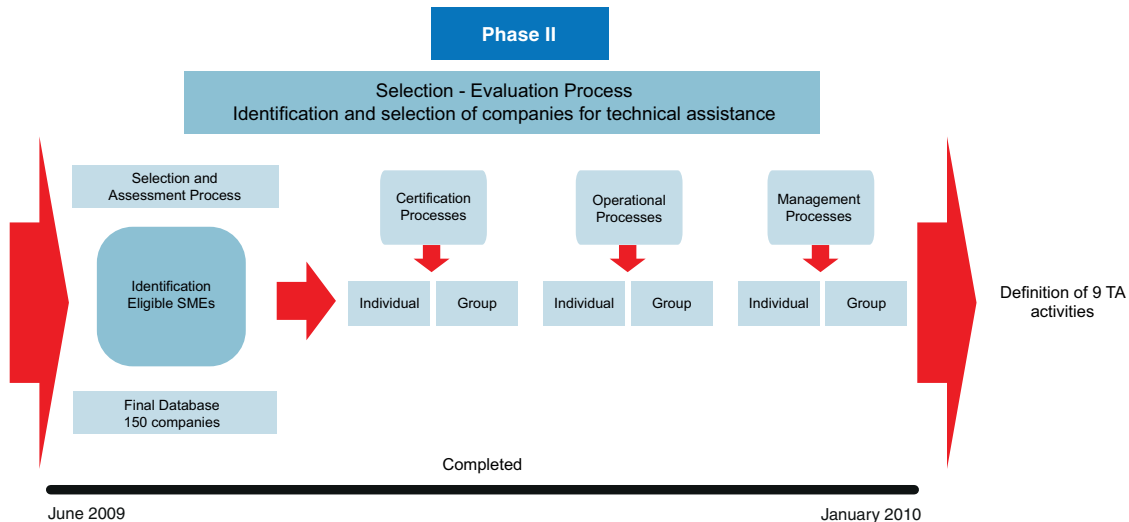 Phase II
Selection - Evaluation Process
Identification and selection of companies for technical assistance
Selection and
Assessment Process
Identification
Eligible SMEs
Final Database
150 companies
Certification
Processes
Individual
Group
Operational
Processes
Individual
Group
Management
Processes
Individual
Group
Definition of 9 TA
activities
Completed
June 2009
January 2010